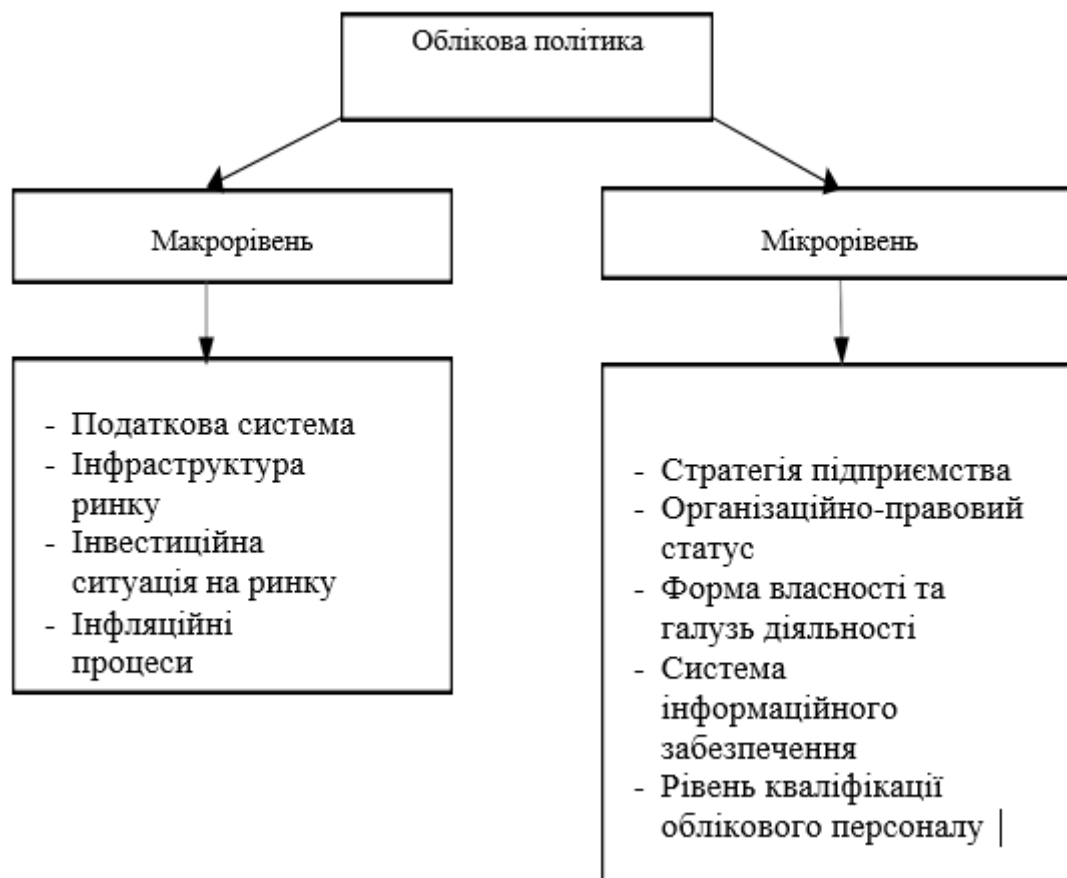 Облікова політика
Макрорівень
Мікрорівень
- Податкова система
- Інфраструктура
ринку
- Інвестиційна
ситуація на ринку
- Інфляційні
процеси
- Стратегія підприємства
- Організаційно-правовий
статус
- Форма власності та
галузь діяльності
- Система
інформаційного
забезпечення
- Рівень кваліфікації
облікового персоналу